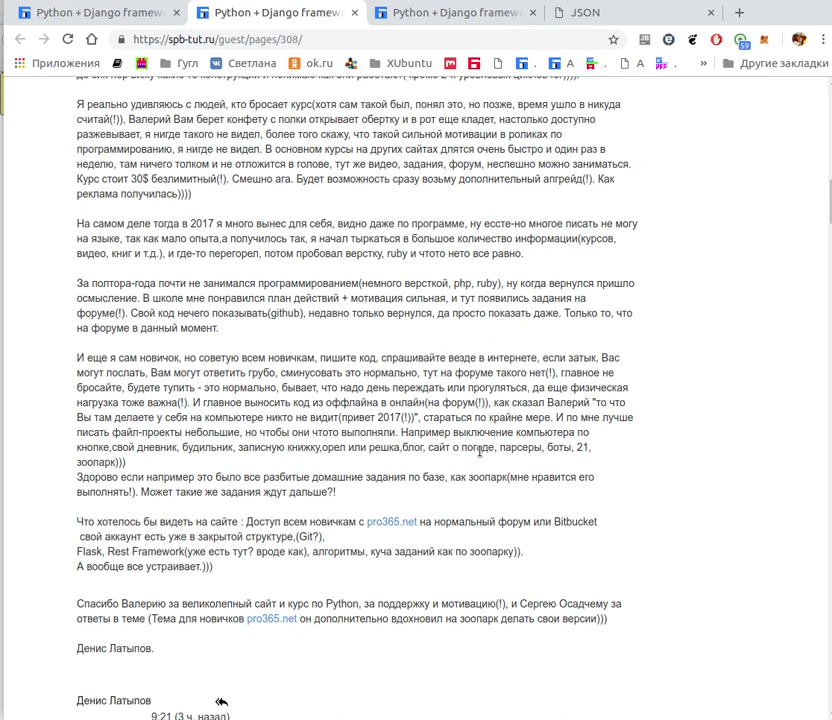 Python + Django framew
Python + Django framew
Python + Django framew
JSON
https://spb-tut.ru/guest/pages/308/
59
Приложения
Гугл
Светлана
ok.ru
XUbuntu
A
A
»
Другие закладки
Я реально удивляюсь с людей, кто бросает курс(хотя сам такой был, понял это, но позже, время ушло в никуда
считай(!)), Валерий Вам берет конфету с полки открывает обертку и в рот еще кладет, настолько доступно
разжевывает, я нигде такого не видел, более того скажу, что такой сильной мотивации в роликах по
программированию, я нигде не видел. В основном курсы на других сайтах длятся очень быстро и один раз в
неделю, там ничего толком и не отложится в голове, тут же видео, задания, форум, неспешно можно заниматься.
Курс стоит 30$ безлимитный(!). Смешно ага. Будет возможность сразу возьму дополнительный апгрейд(!). Как
реклама получилась))))
На самом деле тогда в 2017 я много вынес для себя, видно даже по программе, ну ессте-но многое писать не могу
на языке, так как мало опыта,а получилось так, я начал тыркаться в большое количество информации(курсов,
видео, книг и т.д.), и где-то перегорел, потом пробовал верстку, ruby и чтото нето все равно.
За полтора-года почти не занимался программированием(немного версткой, php, ruby), ну когда вернулся пришло
осмысление. В школе мне понравился план действий + мотивация сильная, и тут появились задания на
форуме(!). Свой код нечего показывать(github), недавно только вернулся, да просто показать даже. Только то, что
на форуме в данный момент.
И еще я сам новичок, но советую всем новичкам, пишите код, спрашивайте везде в интернете, если затык, Вас
могут послать, Вам могут ответить грубо, сминусовать это нормально, тут на форуме такого нет(!), главное не
бросайте, будете тупить - это нормально, бывает, что надо день переждать или прогуляться, да еще физическая
нагрузка тоже важна(!). И главное выносить код из оффлайна в онлайн(на форум(!)), как сказал Валерий "то что
Вы там делаете у себя на компьютере никто не видит(привет 2017(!))", стараться по крайне мере. И по мне лучше
писать файл-проекты небольшие, но чтобы они чтото выполняли. Например выключение компьютера по
кнопке,свой дневник, будильник, записную книжку,орел или решка,блог, сайт о погоде, парсеры, боты, 21,
зоопарк)))
Здорово если например это было все разбитые домашние задания по базе, как зоопарк(мне нравится его
выполнять!). Может такие же задания ждут дальше?!
Что хотелось бы видеть на сайте : Доступ всем новичкам с pro365.net на нормальный форум или Bitbucket
свой аккаунт есть уже в закрытой структуре,(Git?),
Flask, Rest Framework(уже есть тут? вроде как), алгоритмы, куча заданий как по зоопарку)).
А вообще все устраивает.)))
Спасибо Валерию за великолепный сайт и курс по Python, за поддержку и мотивацию(!), и Сергею Осадчему за
ответы в теме (Тема для новичков pro365.net он дополнительно вдохновил на зоопарк делать свои версии)))
Денис Латыпов.
Денис Латыпов
9:21 (3 ч. назад)